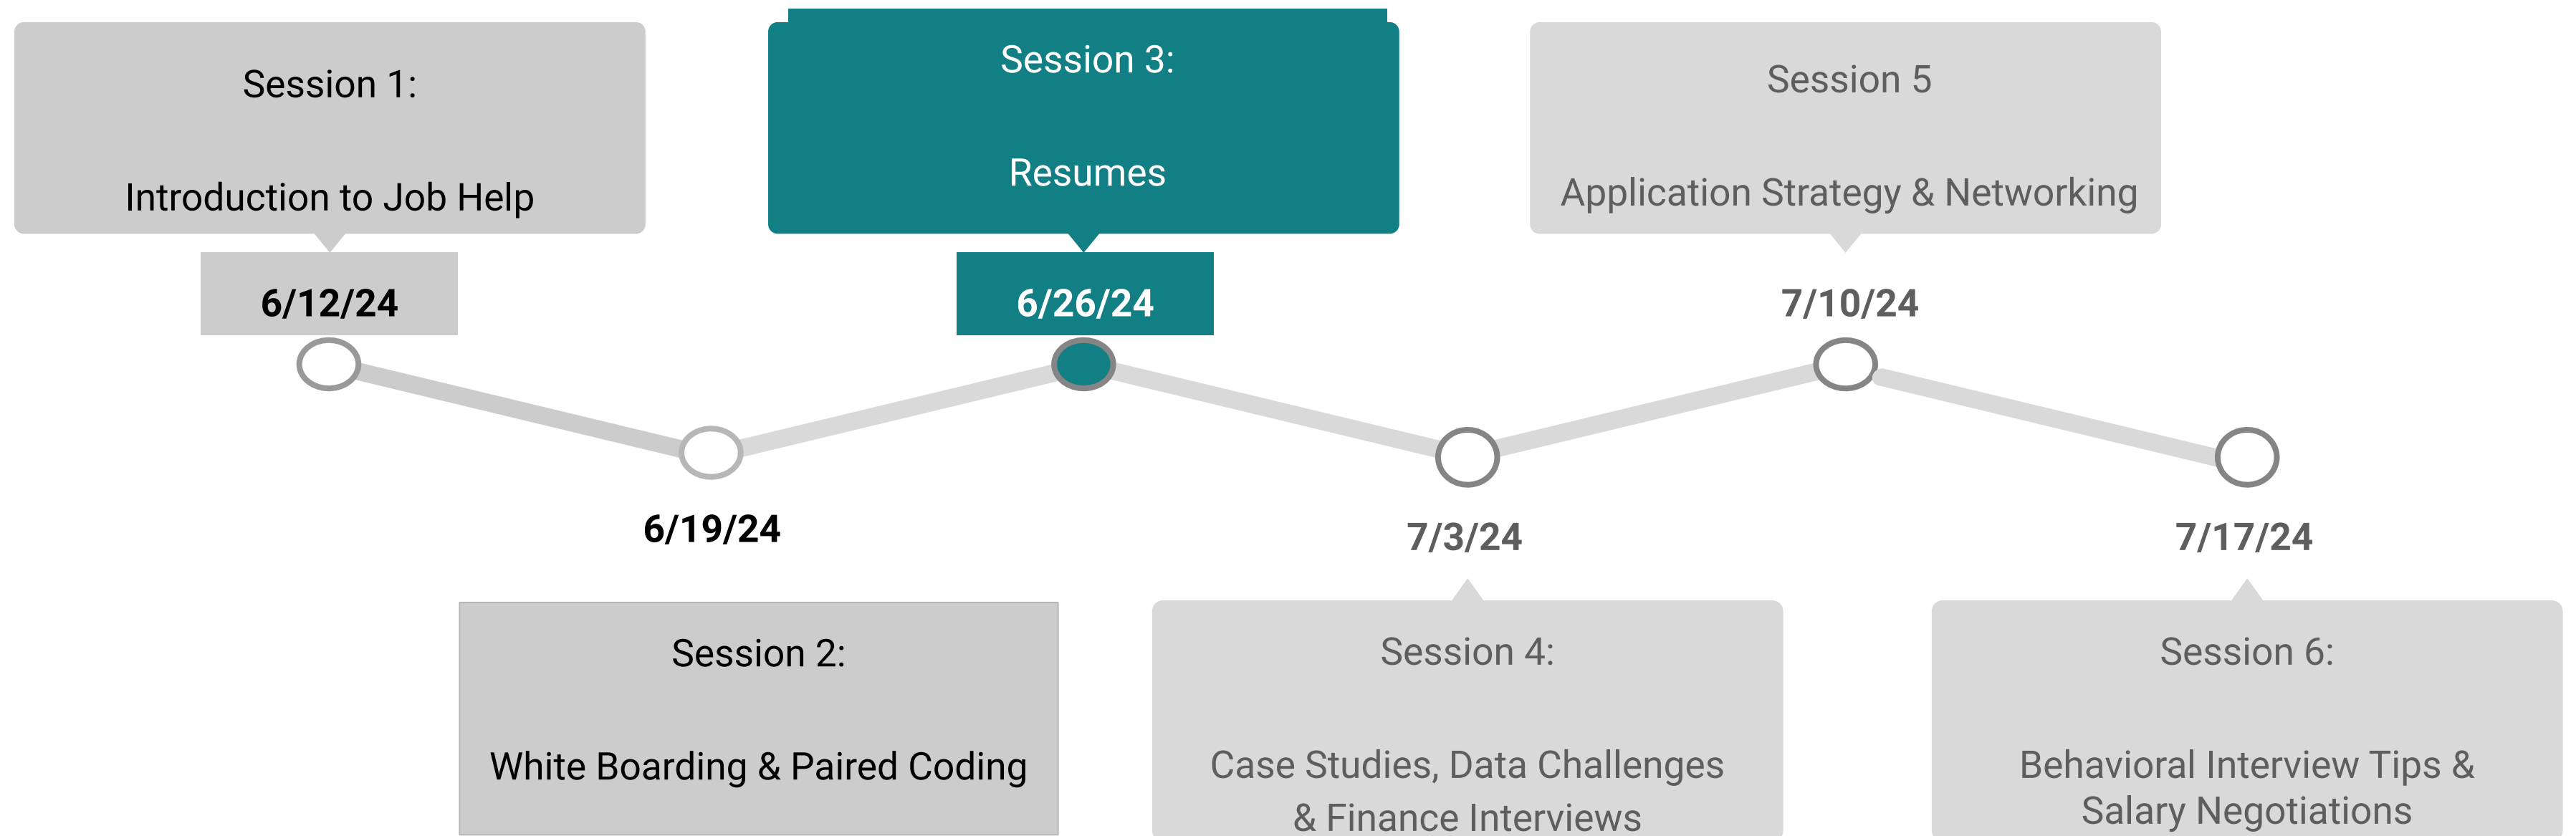 Session 1:
Introduction to Job Help
6/12/24
6/19/24
Session 2:
White Boarding & Paired Coding
Session 3:
Resumes
6/26/24
7/3/24
Session 4:
Case Studies, Data Challenges
& Finance Interviews
Session 5
Application Strategy & Networking
7/10/24
7/17/24
Session 6:
Behavioral Interview Tips &
Salary Negotiations